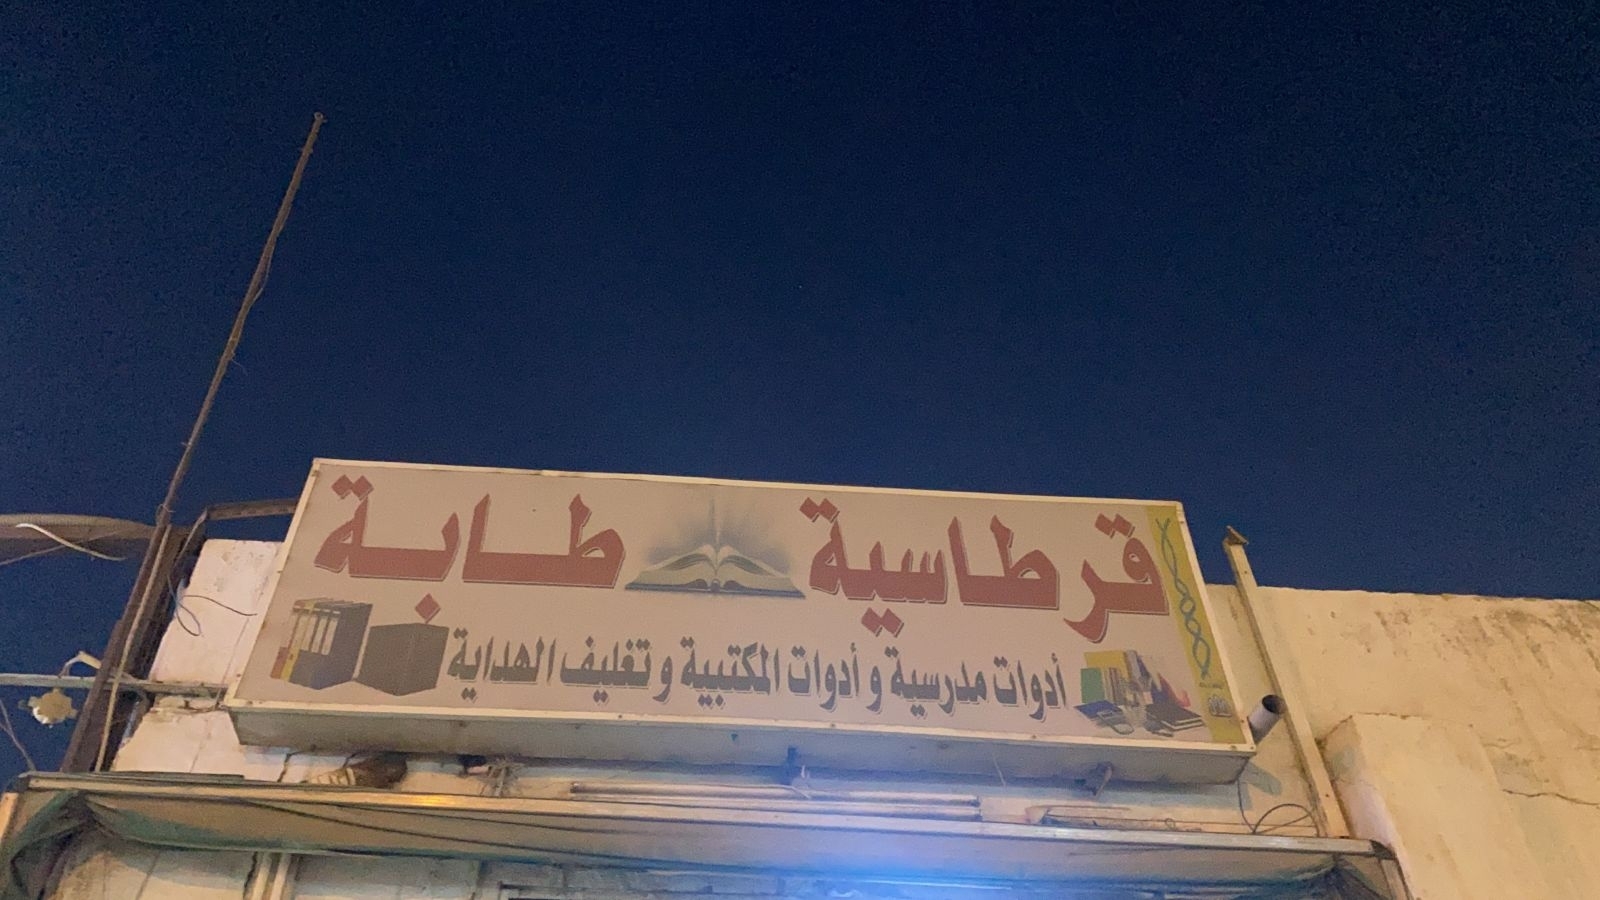 قرطاسية طابة
أدوات مدرسية و أدوات المكتبية و تغليف الهداية